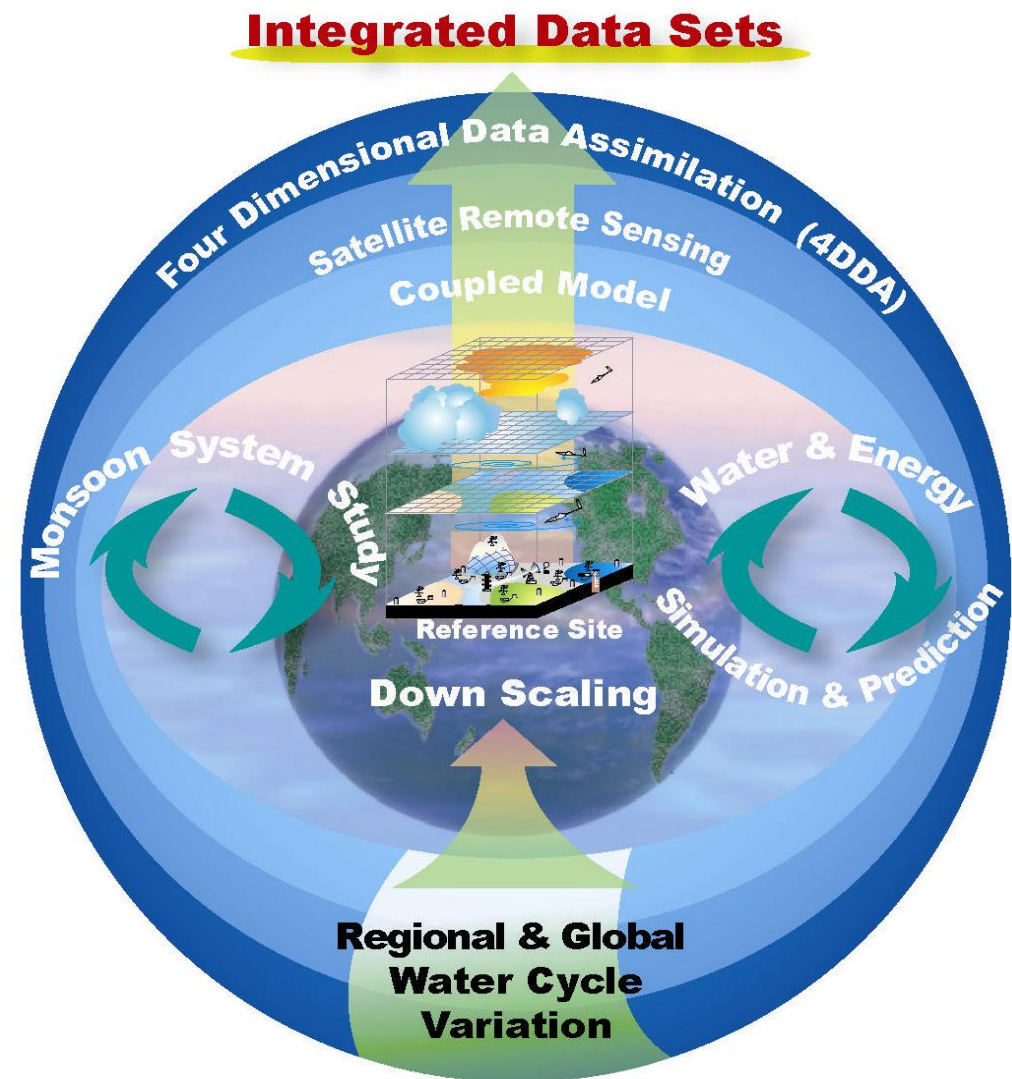 Integrated Data Sets
Four Dimensional Data Assimilation (4DDA)
Satellite Remote Sensing
Coupled Model
Monsoon System Study
Water & Energy
Simulation & Prediction
Reference Site
Down Scaling
Regional & Global
Water Cycle
Variation